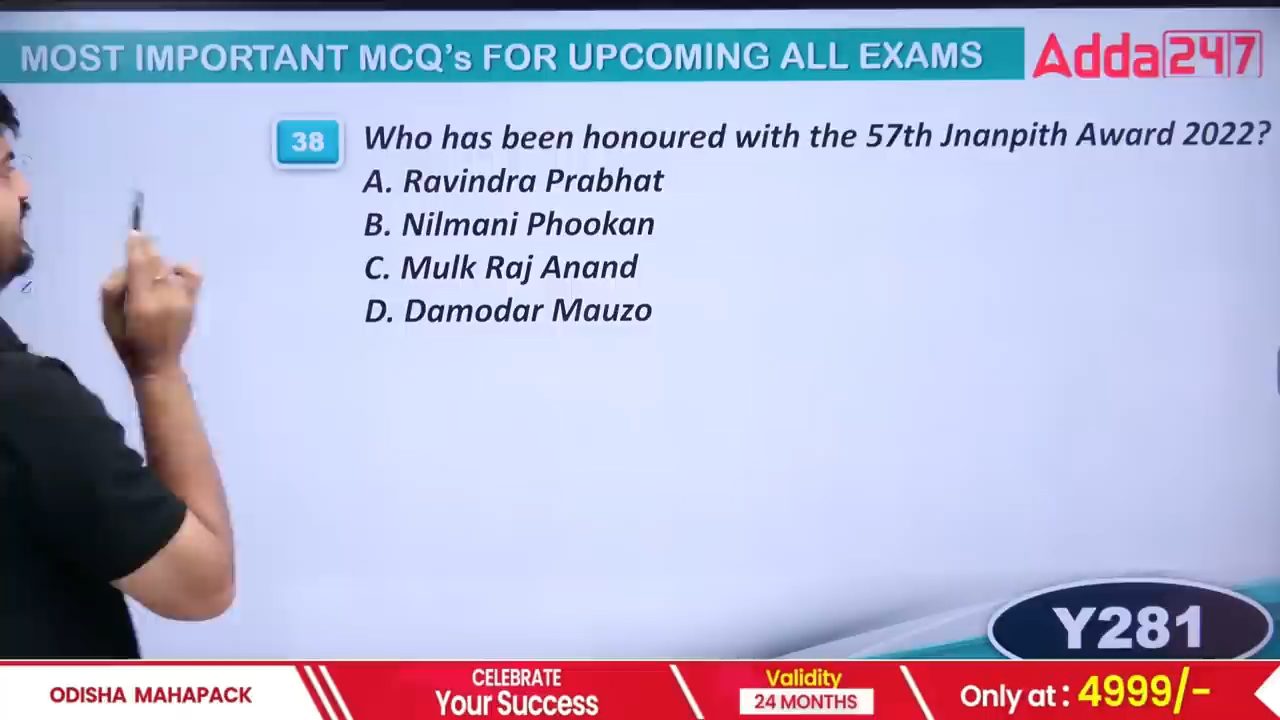 MOST IMPORTANT MCQ's FOR UPCOMING ALL EXAMS
Adda247
38
Who has been honoured with the 57th Jnanpith Award 2022?
A. Ravindra Prabhat
B. Nilmani Phookan
C. Mulk Raj Anand
D. Damodar Mauzo
Y281
ODISHA MAHAPACK
CELEBRATE
Your Success
Validity
24 MONTHS
Only at : 4999/-